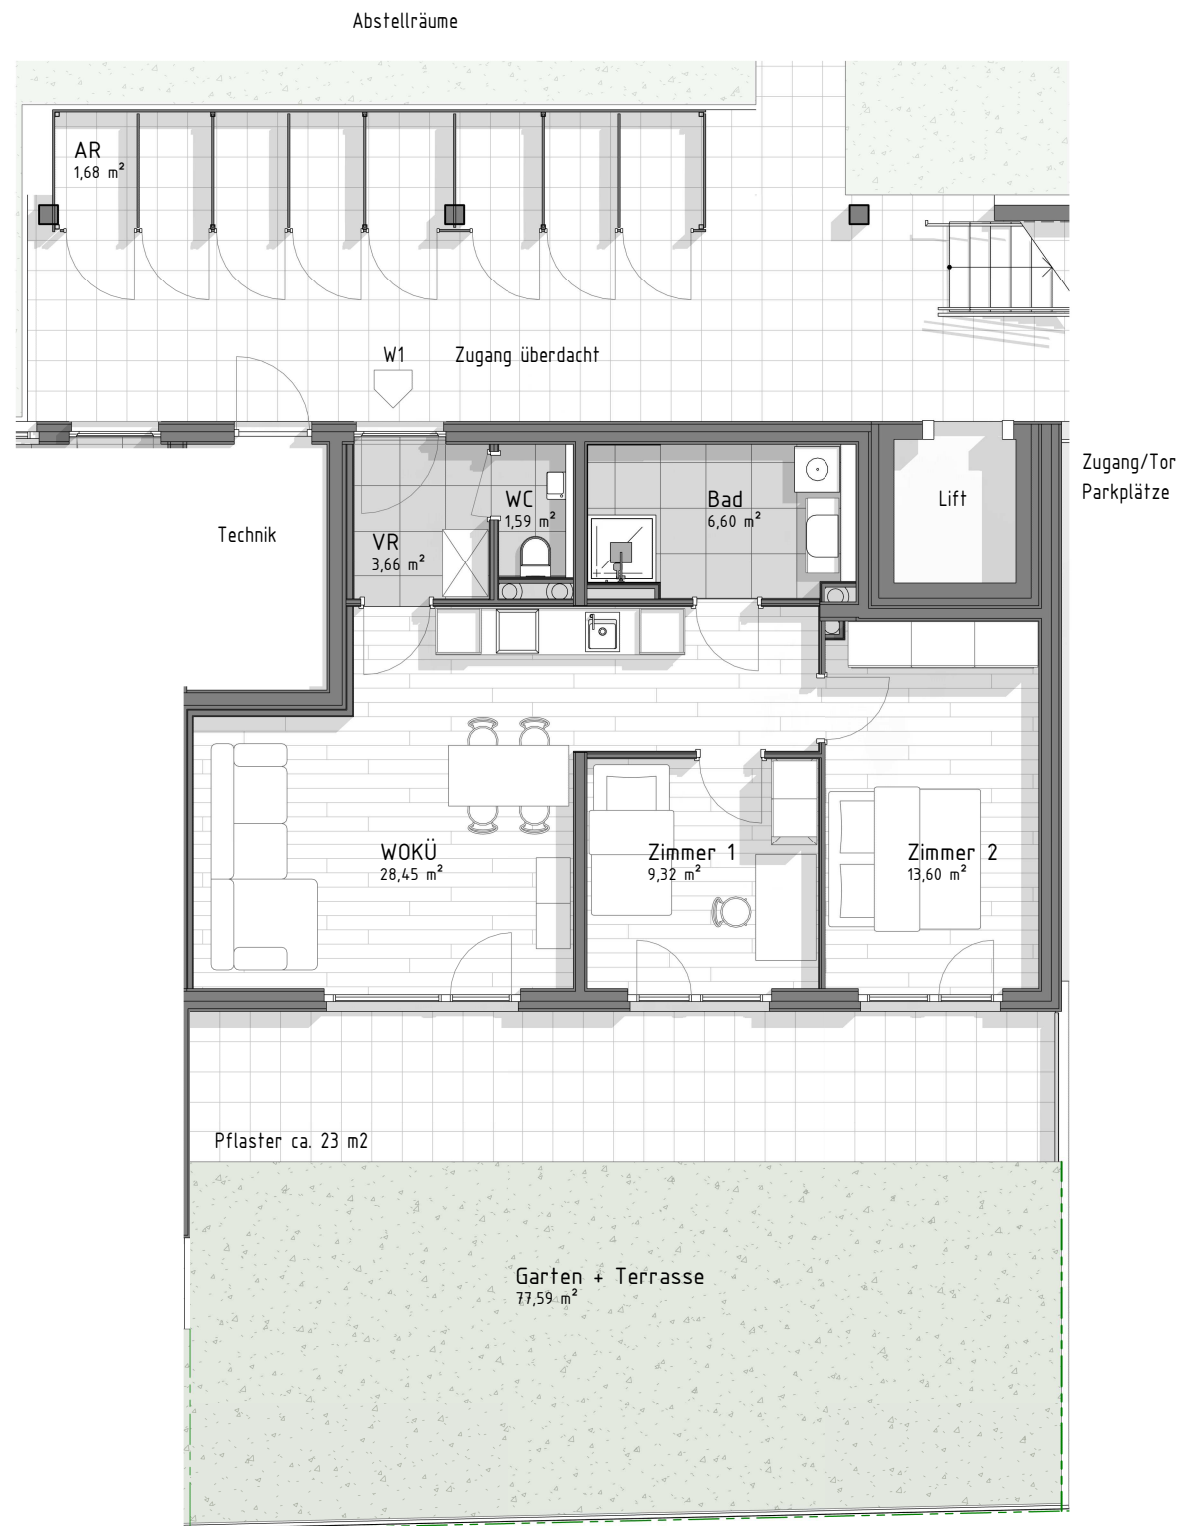 Abstellräume
AR
1,68 m²
W1
Zugang überdacht
Zugang/Tor
Parkplätze
Technik
VR
3,66 m²
WC
1,59 m²
Bad
6,60 m²
Lift
WOKÜ
28,45 m²
Zimmer 1
9,32 m²
Zimmer 2
13,60 m²
Pflaster ca. 23 m2
Garten + Terrasse
77,59 m²